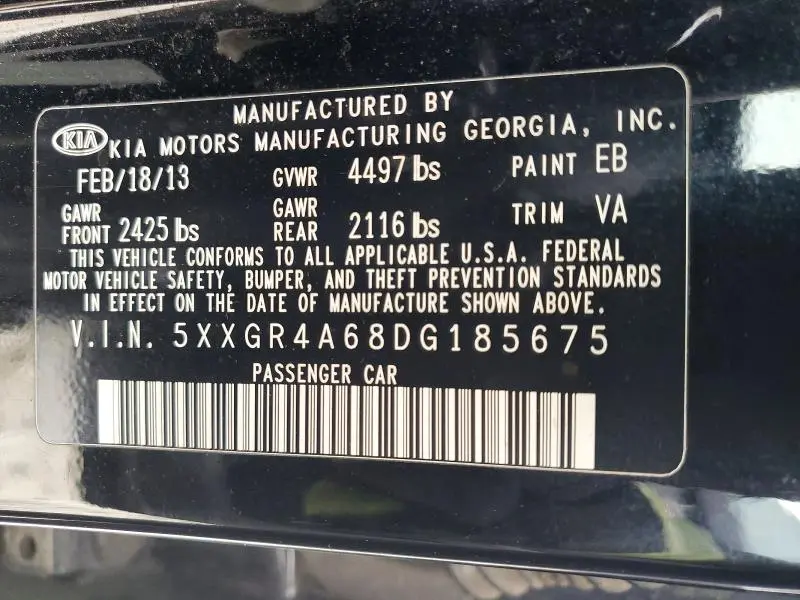 MANUFACTURED BY
KIA KIA MOTORS MANUFACTURING GEORGIA, INC.
FEB/18/13 GVWR 4497 lbs PAINT EB
GAWR FRONT 2425 lbs GAWR REAR 2116 lbs TRIM VA
THIS VEHICLE CONFORMS TO ALL APPLICABLE U.S.A. FEDERAL
MOTOR VEHICLE SAFETY, BUMPER, AND THEFT PREVENTION STANDARDS
IN EFFECT ON THE DATE OF MANUFACTURE SHOWN ABOVE.
V.I.N. 5XXGR4A68DG185675
PASSENGER CAR